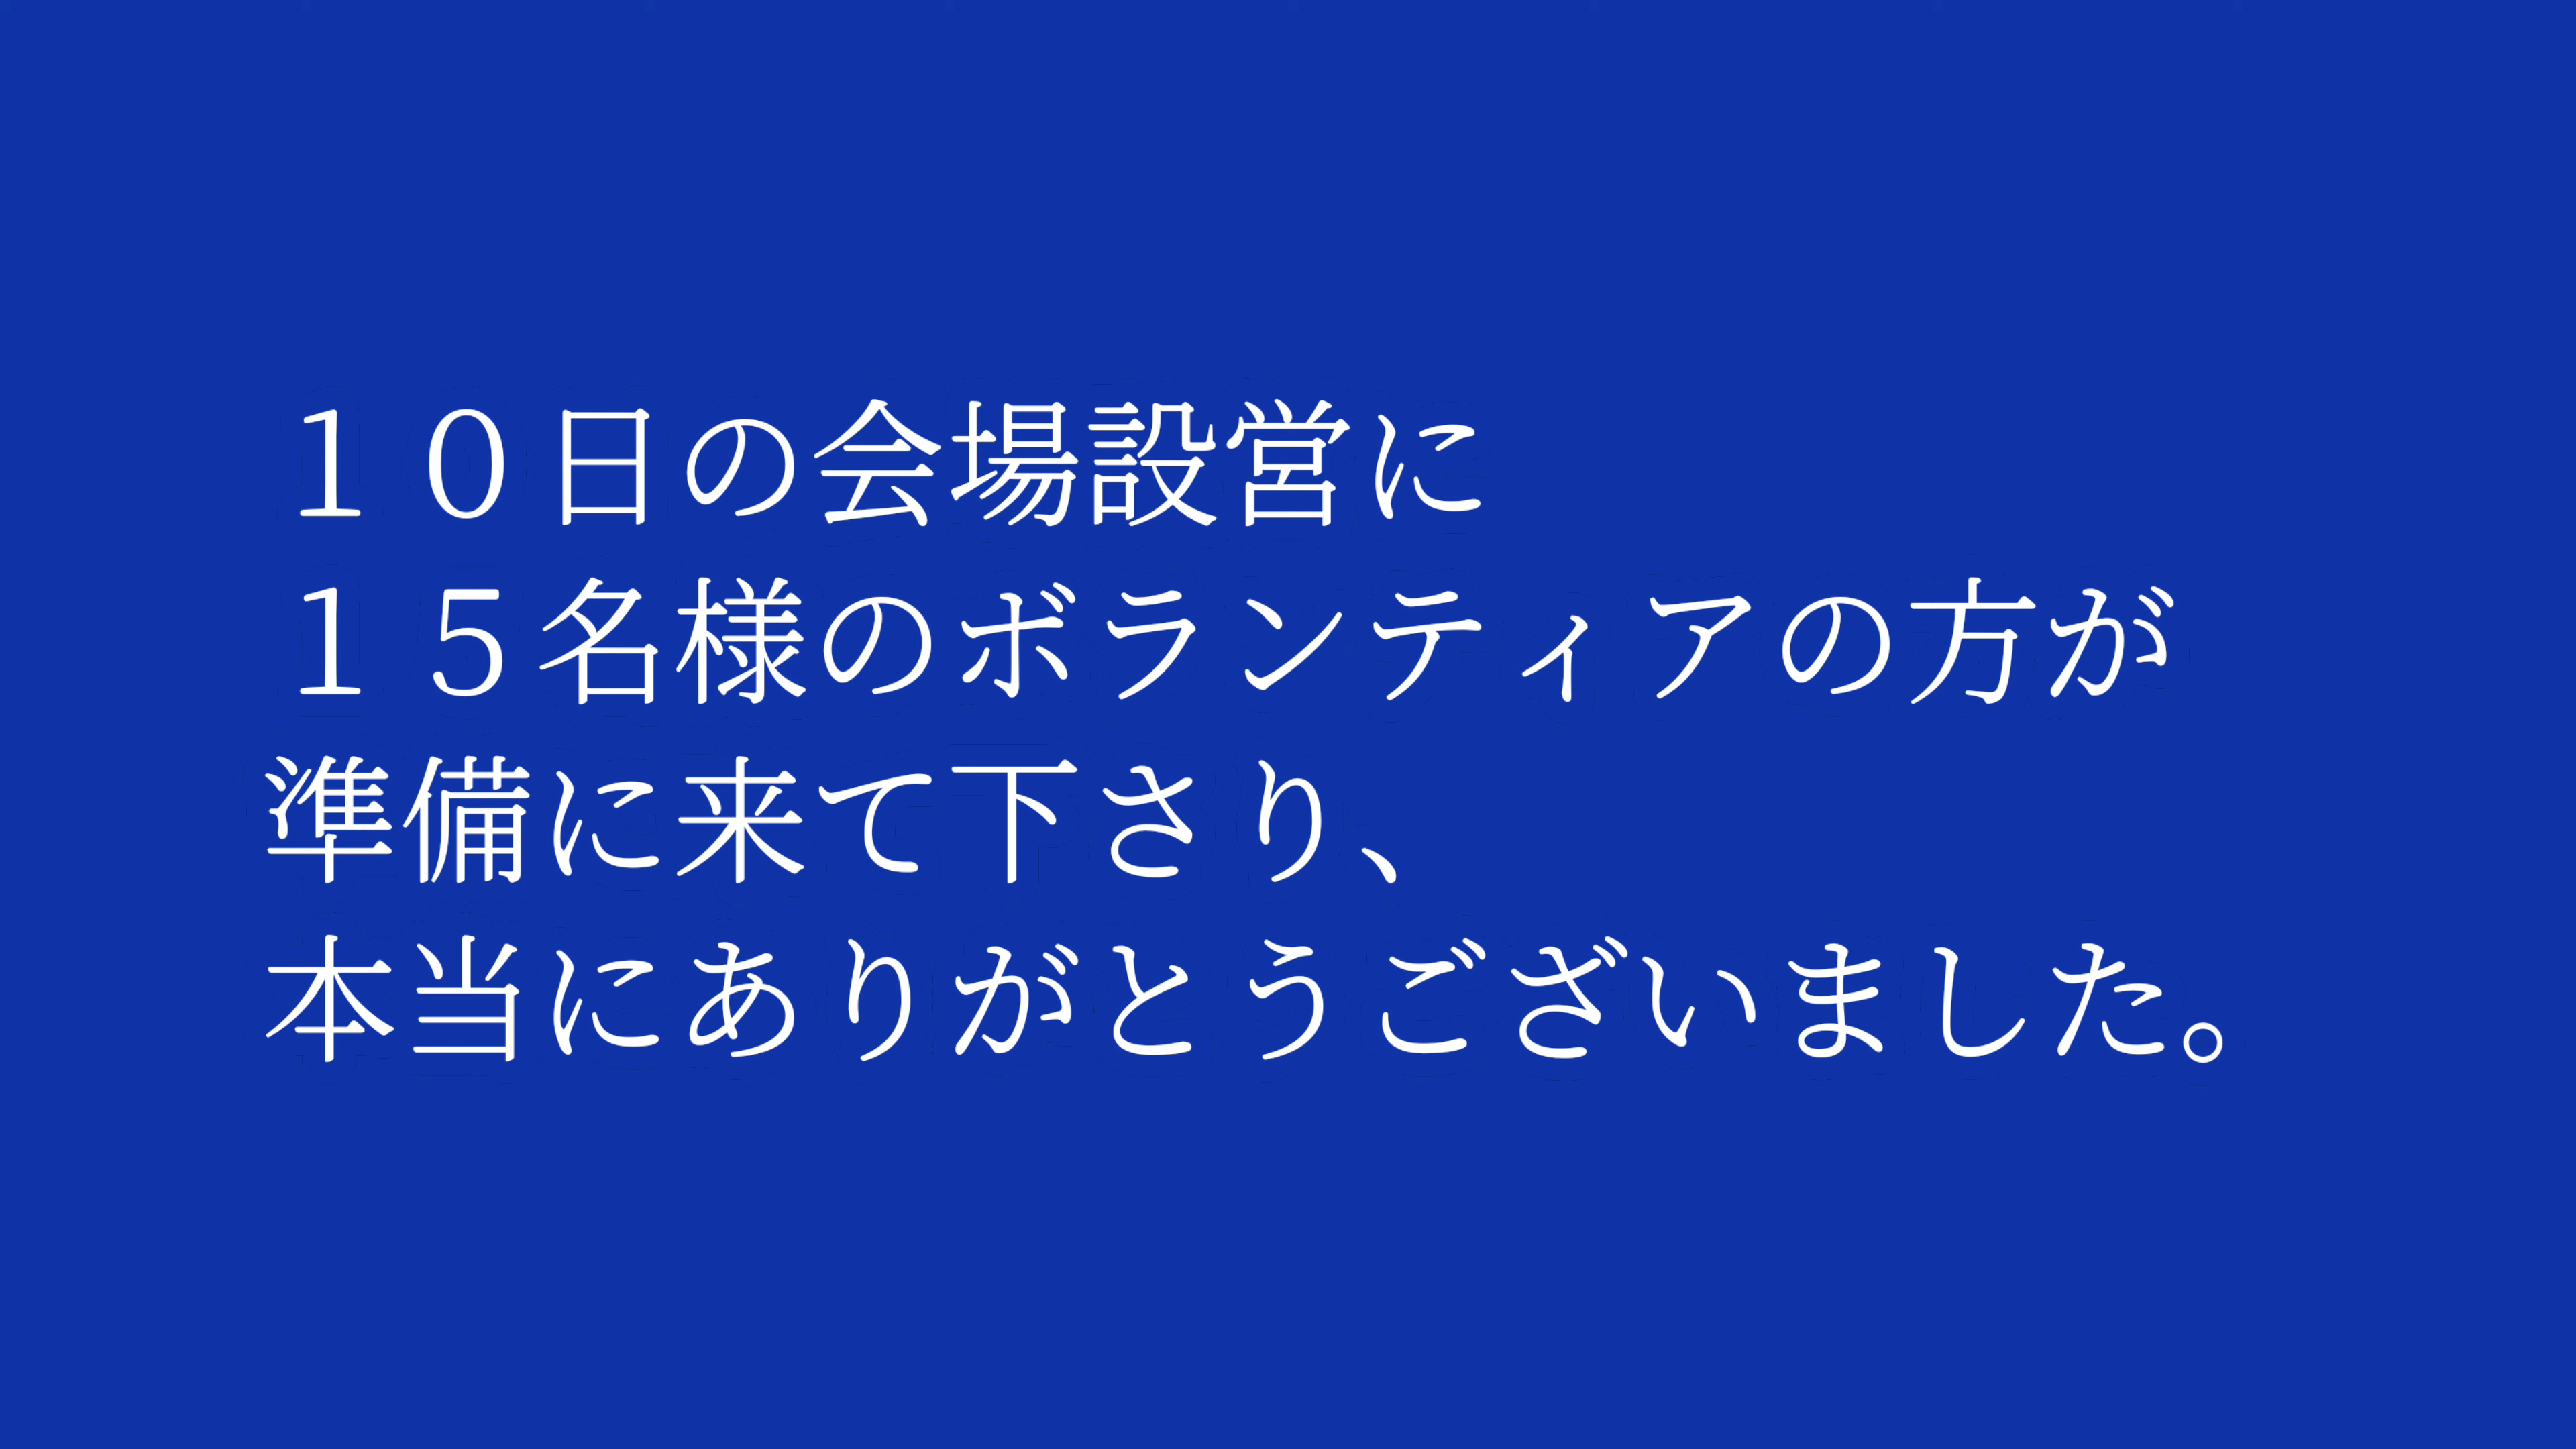 １０日の会場設営に
１５名様のボランティアの方が
準備に来て下さり、
本当にありがとうございました。